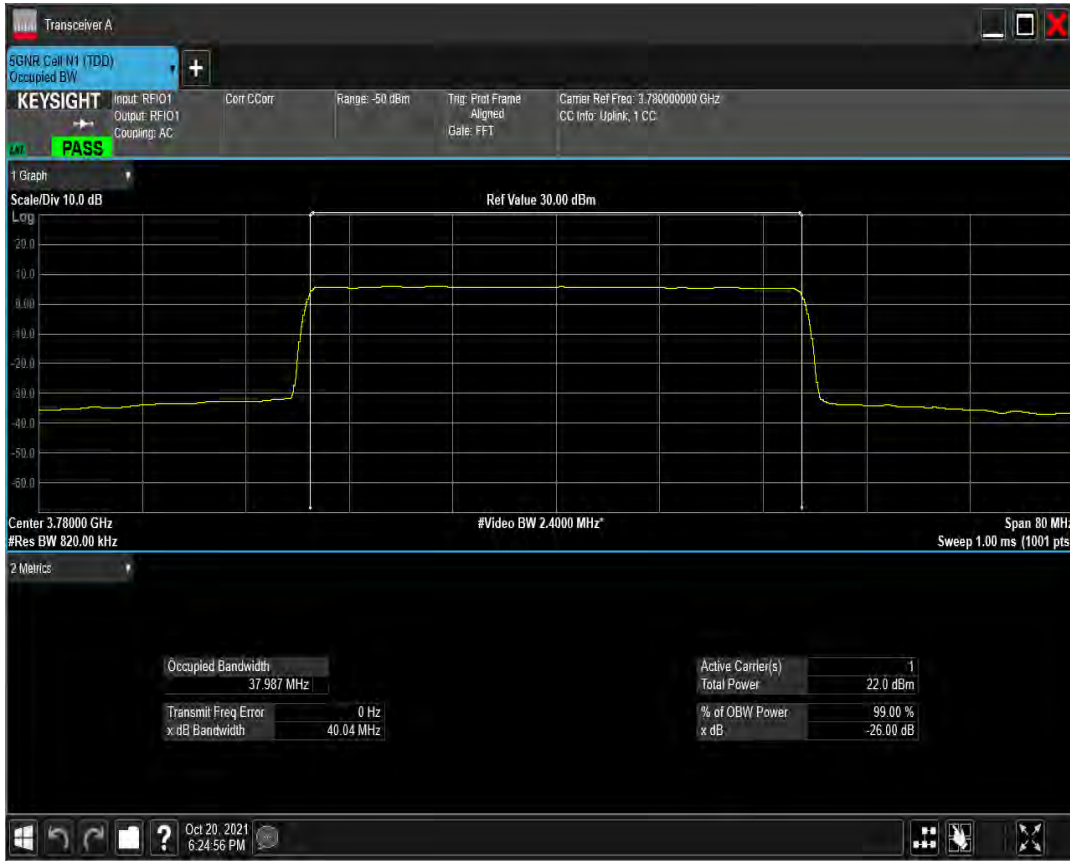 Transceiver A
5GNR Cell N1 (TDD)
Occupied BW
+
KEYSIGHT
Input: RFIO1
Output: RFIO1
Coupling: AC
Corr CCorr
Range: -50 dBm
Trig: Prot Frame
Aligned
Gate: FFT
Carrier Ref Freq: 3.780000000 GHz
CC Info: Uplink, 1 CC
PASS
1 Graph
Scale/Div 10.0 dB
Ref Value 30.00 dBm
Log
20.0
10.0
0.00
-10.0
-20.0
-30.0
-40.0
-50.0
-60.0
Center 3.78000 GHz
#Video BW 2.4000 MHz*
Span 80 MHz
#Res BW 820.00 kHz
Sweep 1.00 ms (1001 pts
2 Metrics
Occupied Bandwidth
37.987 MHz
Transmit Freq Error 0 Hz
x dB Bandwidth 40.04 MHz
Active Carrier(s) 1
Total Power 22.0 dBm
% of OBW Power 99.00 %
x dB -26.00 dB
?
Oct 20, 2021
6:24:56 PM